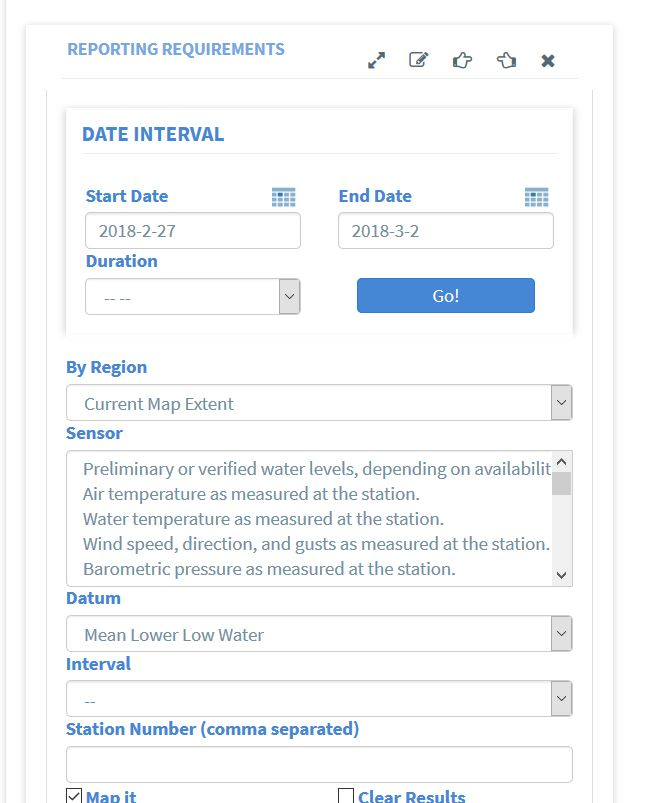 REPORTING REQUIREMENTS
DATE INTERVAL
Start Date
End Date
2018-2-27
2018-3-2
Duration
-- --
Go!
By Region
Current Map Extent
Sensor
Preliminary or verified water levels, depending on availabilit
Air temperature as measured at the station.
Water temperature as measured at the station.
Wind speed, direction, and gusts as measured at the station.
Barometric pressure as measured at the station.
Datum
Mean Lower Low Water
Interval
--
Station Number (comma separated)
Map it
Clear Results